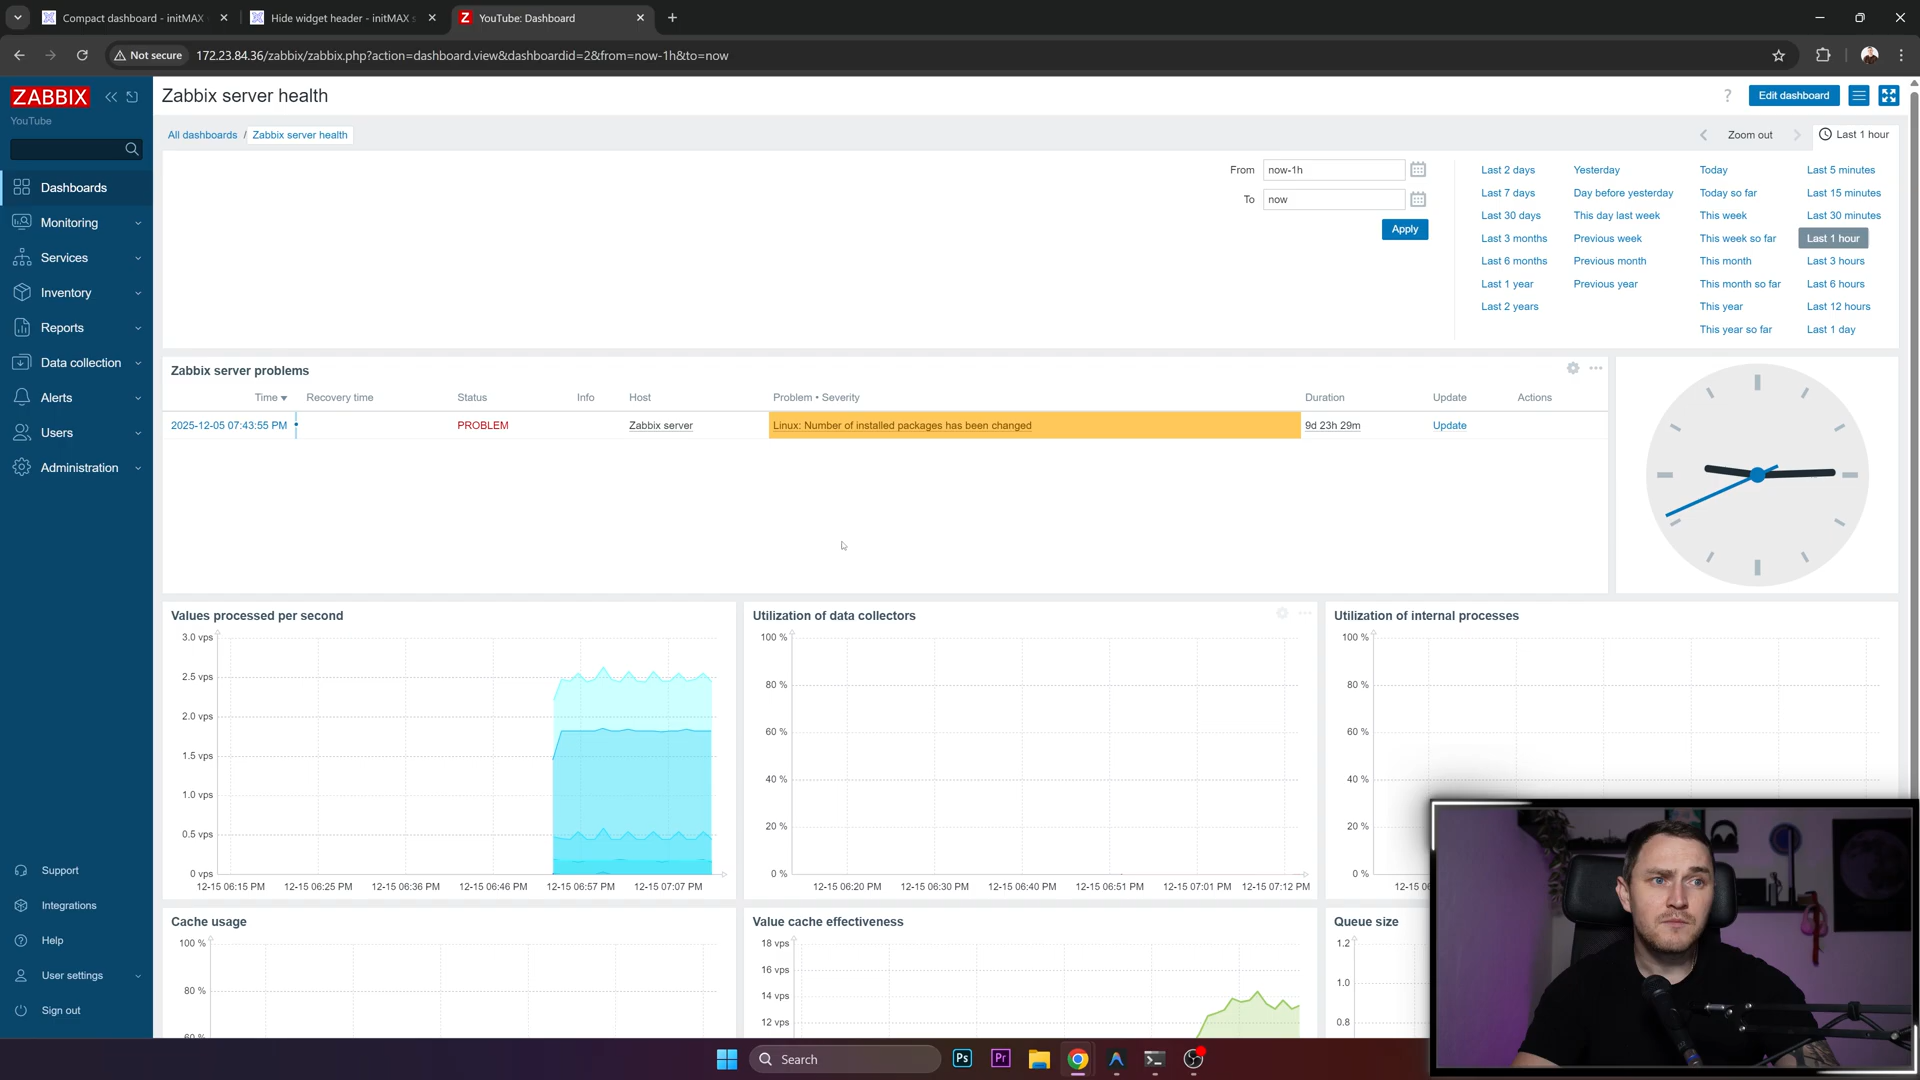 Compact dashboard - initMAX
Hide widget header - initMAX s
YouTube: Dashboard
Not secure
172.23.84.36/zabbix/zabbix.php?action=dashboard.view&dashboardid=2&from=now-1h&to=now
ZABBIX
YouTube
Dashboards
Monitoring
Services
Inventory
Reports
Data collection
Alerts
Users
Administration
Support
Integrations
Help
User settings
Sign out
Zabbix server health
?
Edit dashboard
All dashboards / Zabbix server health
Zoom out
Last 1 hour
From now-1h
To now
Apply
Last 2 days Yesterday Today Last 5 minutes
Last 7 days Day before yesterday Today so far Last 15 minutes
Last 30 days This day last week This week Last 30 minutes
Last 3 months Previous week This week so far Last 1 hour
Last 6 months Previous month This month Last 3 hours
Last 1 year Previous year This month so far Last 6 hours
Last 2 years This year Last 12 hours
This year so far Last 1 day
Zabbix server problems
Time Recovery time Status Info Host Problem • Severity Duration Update Actions
2025-12-05 07:43:55 PM PROBLEM Zabbix server Linux: Number of installed packages has been changed 9d 23h 29m Update
Values processed per second
3.0 vps
2.5 vps
2.0 vps
1.5 vps
1.0 vps
0.5 vps
0 vps
12-15 06:15 PM 12-15 06:25 PM 12-15 06:36 PM 12-15 06:46 PM 12-15 06:57 PM 12-15 07:07 PM
Utilization of data collectors
100 %
80 %
60 %
40 %
20 %
0 %
12-15 06:20 PM 12-15 06:30 PM 12-15 06:40 PM 12-15 06:51 PM 12-15 07:01 PM 12-15 07:12 PM
Utilization of internal processes
100 %
80 %
60 %
40 %
20 %
0 %
12-15 06
Cache usage
100 %
80 %
Value cache effectiveness
18 vps
16 vps
14 vps
12 vps
Queue size
1.2
1.0
0.8
Search
Ps
Pr